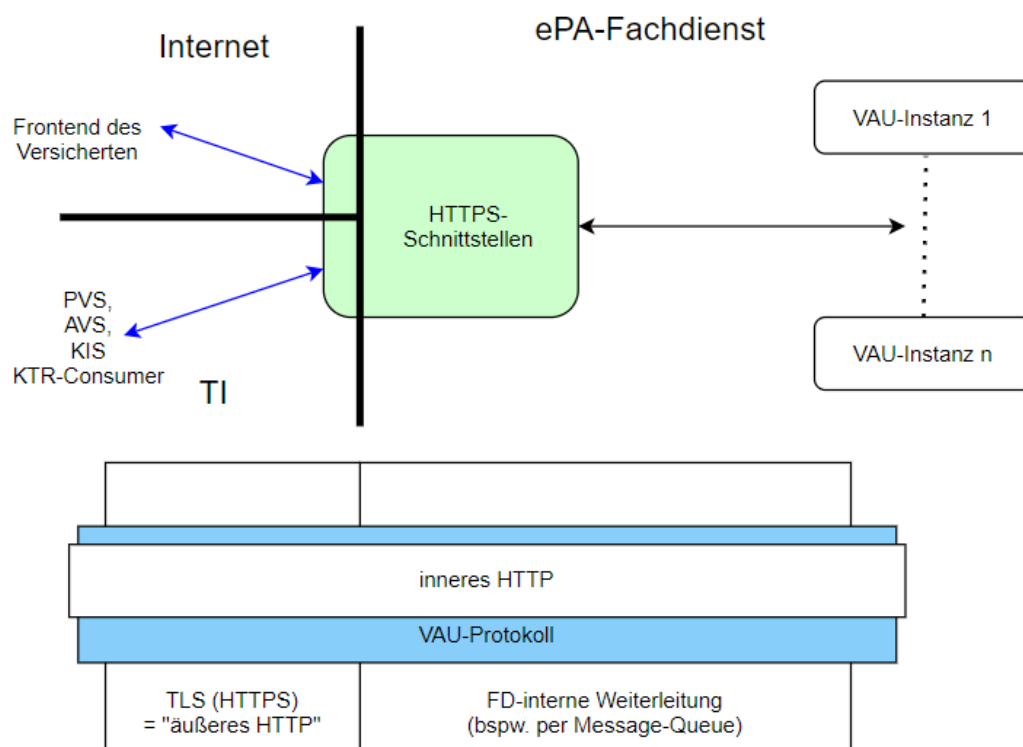 Internet
ePA-Fachdienst
Frontend des
Versicherten
VAU-Instanz 1
HTTPS-
Schnittstellen
PVS,
AVS,
KIS
KTR-Consumer
TI
VAU-Instanz n
inneres HTTP
VAU-Protokoll
TLS (HTTPS)
= "äußeres HTTP"
FD-interne Weiterleitung
(bspw. per Message-Queue)